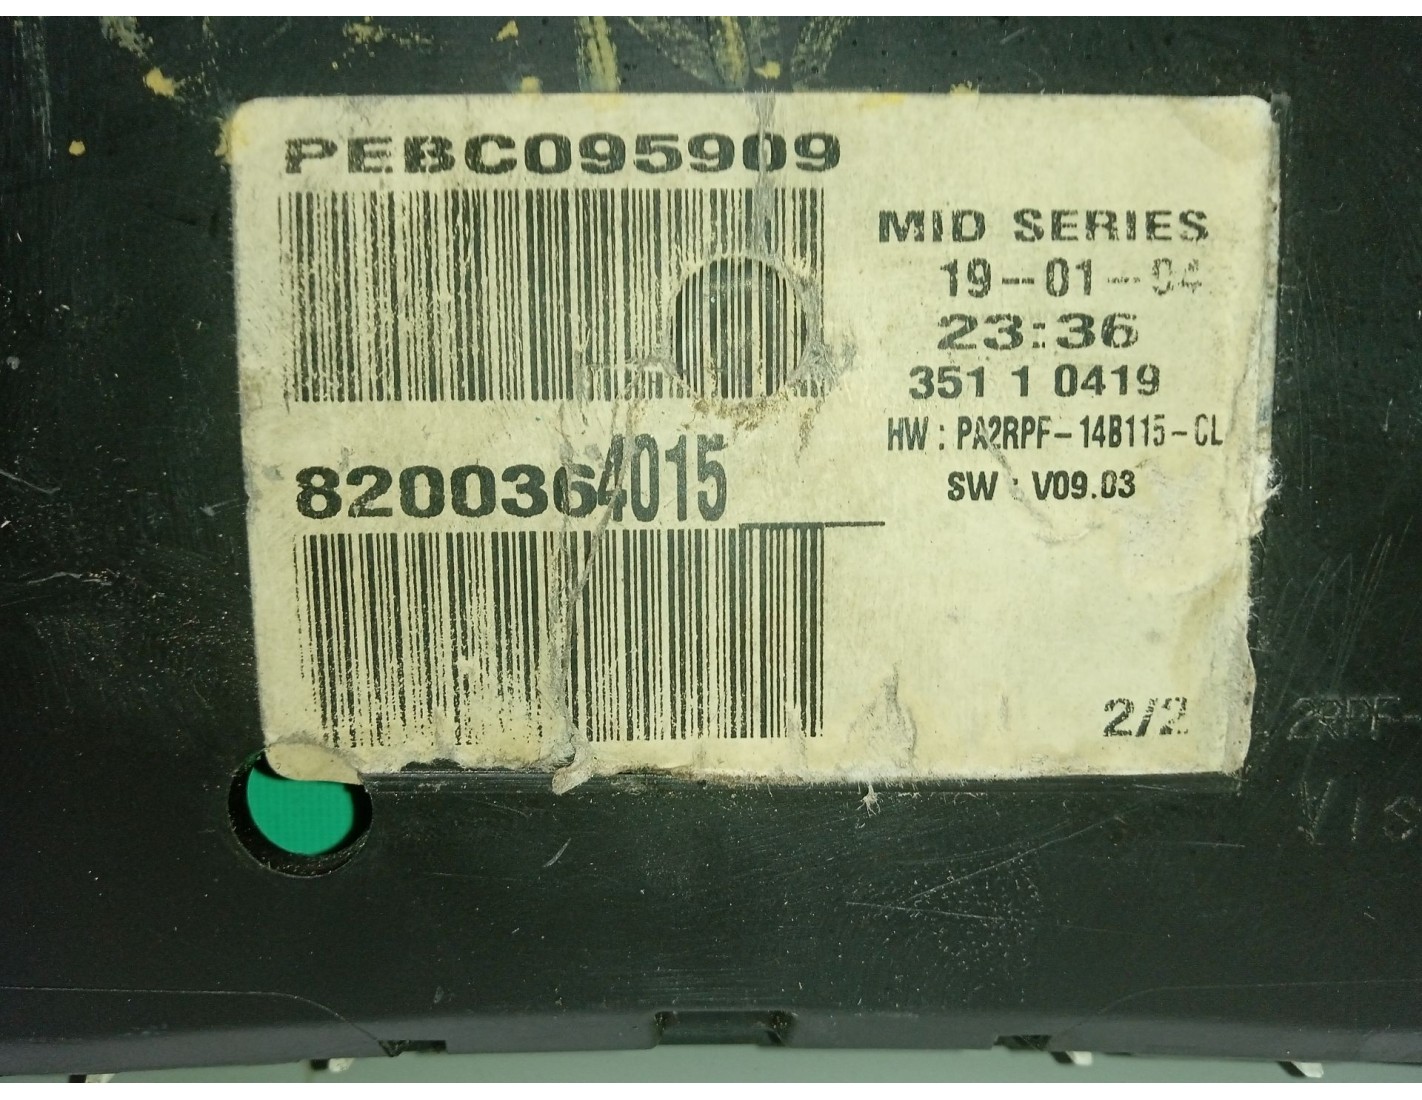 PEBC095909
MID SERIES
19-01-04
23:36
351 1 0419
HW : PA2RPF-14B115-CL
8200364015
SW : V09.03
2/2
2RPF-